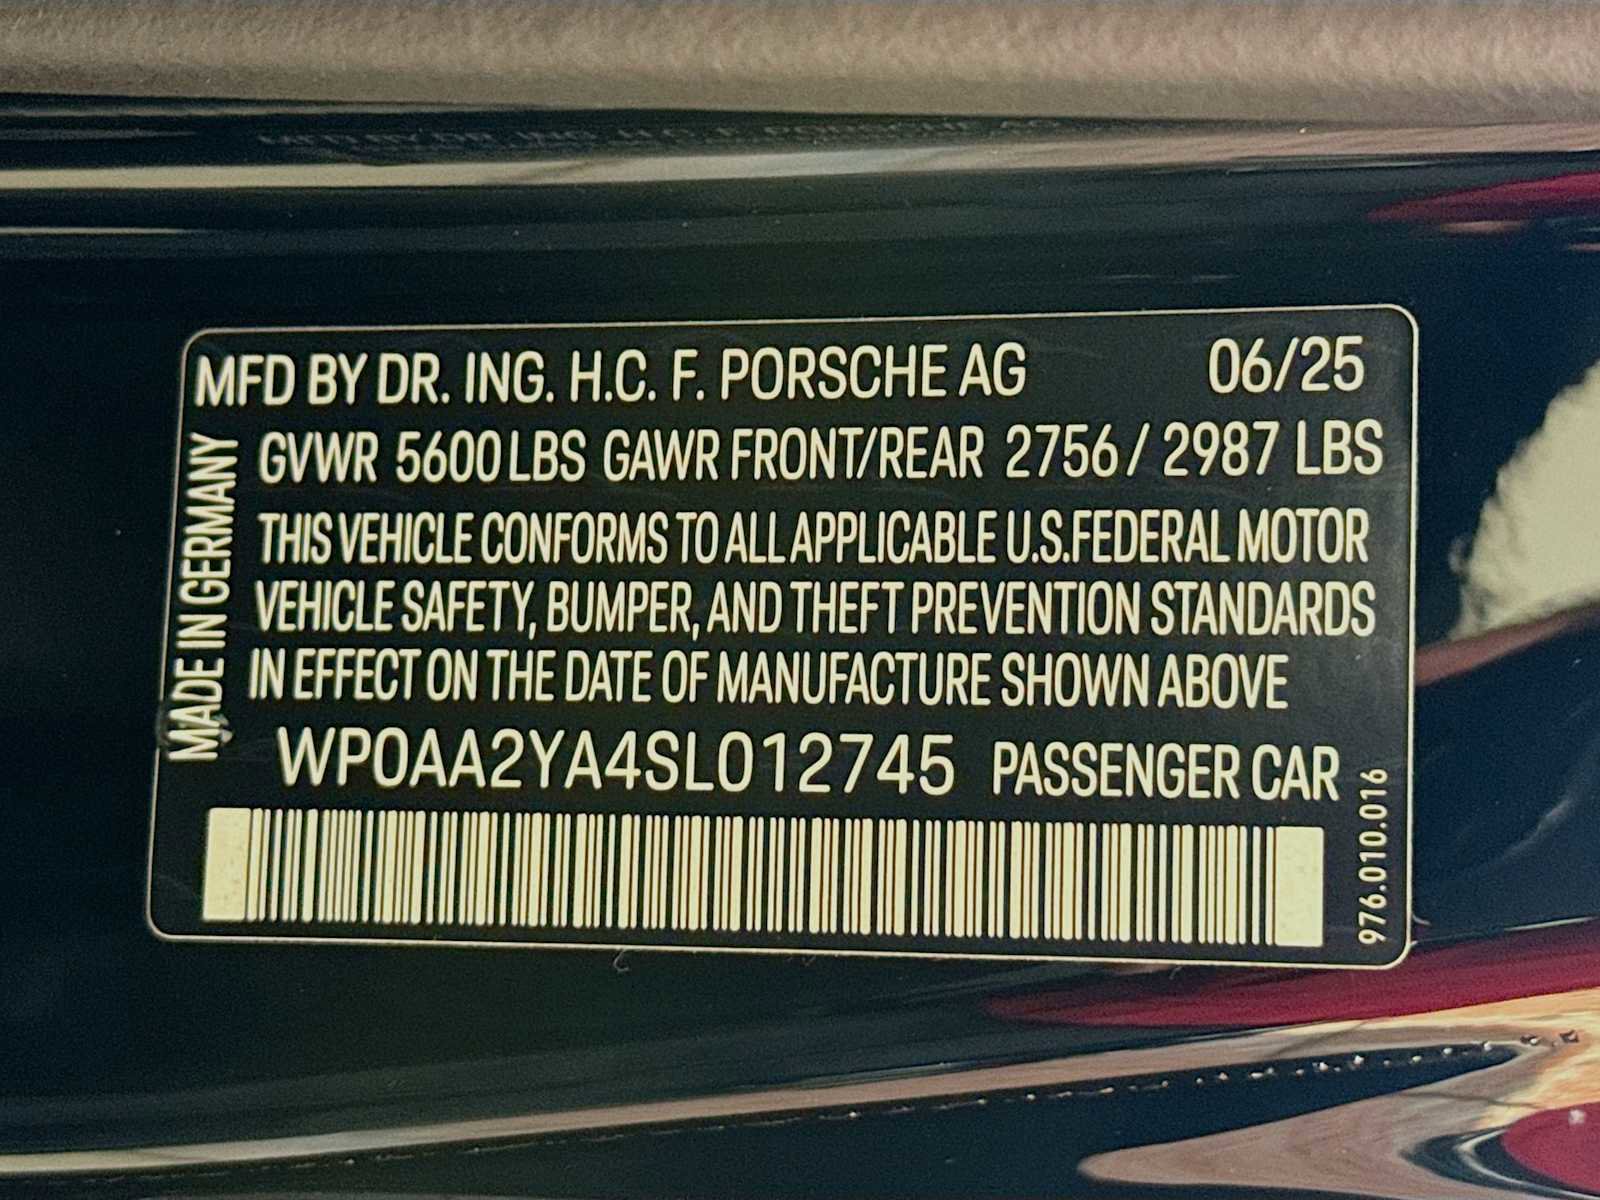 MFD BY DR. ING. H.C. F. PORSCHE AG 06/25
GVWR 5600 LBS GAWR FRONT/REAR 2756 / 2987 LBS
THIS VEHICLE CONFORMS TO ALL APPLICABLE U.S.FEDERAL MOTOR
VEHICLE SAFETY, BUMPER, AND THEFT PREVENTION STANDARDS
IN EFFECT ON THE DATE OF MANUFACTURE SHOWN ABOVE
WP0AA2YA4SL012745 PASSENGER CAR
MADE IN GERMANY
976.010.016